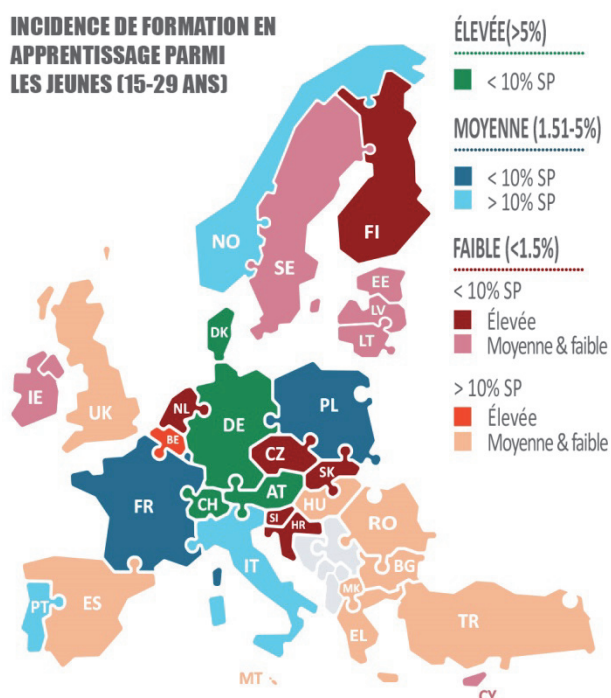 INCIDENCE DE FORMATION EN
APPRENTISSAGE PARMI
LES JEUNES (15-29 ANS)
ÉLEVÉE(>5%)
< 10% SP
MOYENNE (1.51-5%)
< 10% SP
> 10% SP
FAIBLE (<1.5%)
< 10% SP
Élevée
Moyenne & faible
> 10% SP
Élevée
Moyenne & faible
NO
SE
FI
EE
LV
LT
DK
IE
UK
NL
BE
DE
PL
CZ
SK
FR
CH
AT
HU
SI
HR
RO
IT
BG
MK
PT
ES
EL
TR
MT
CY